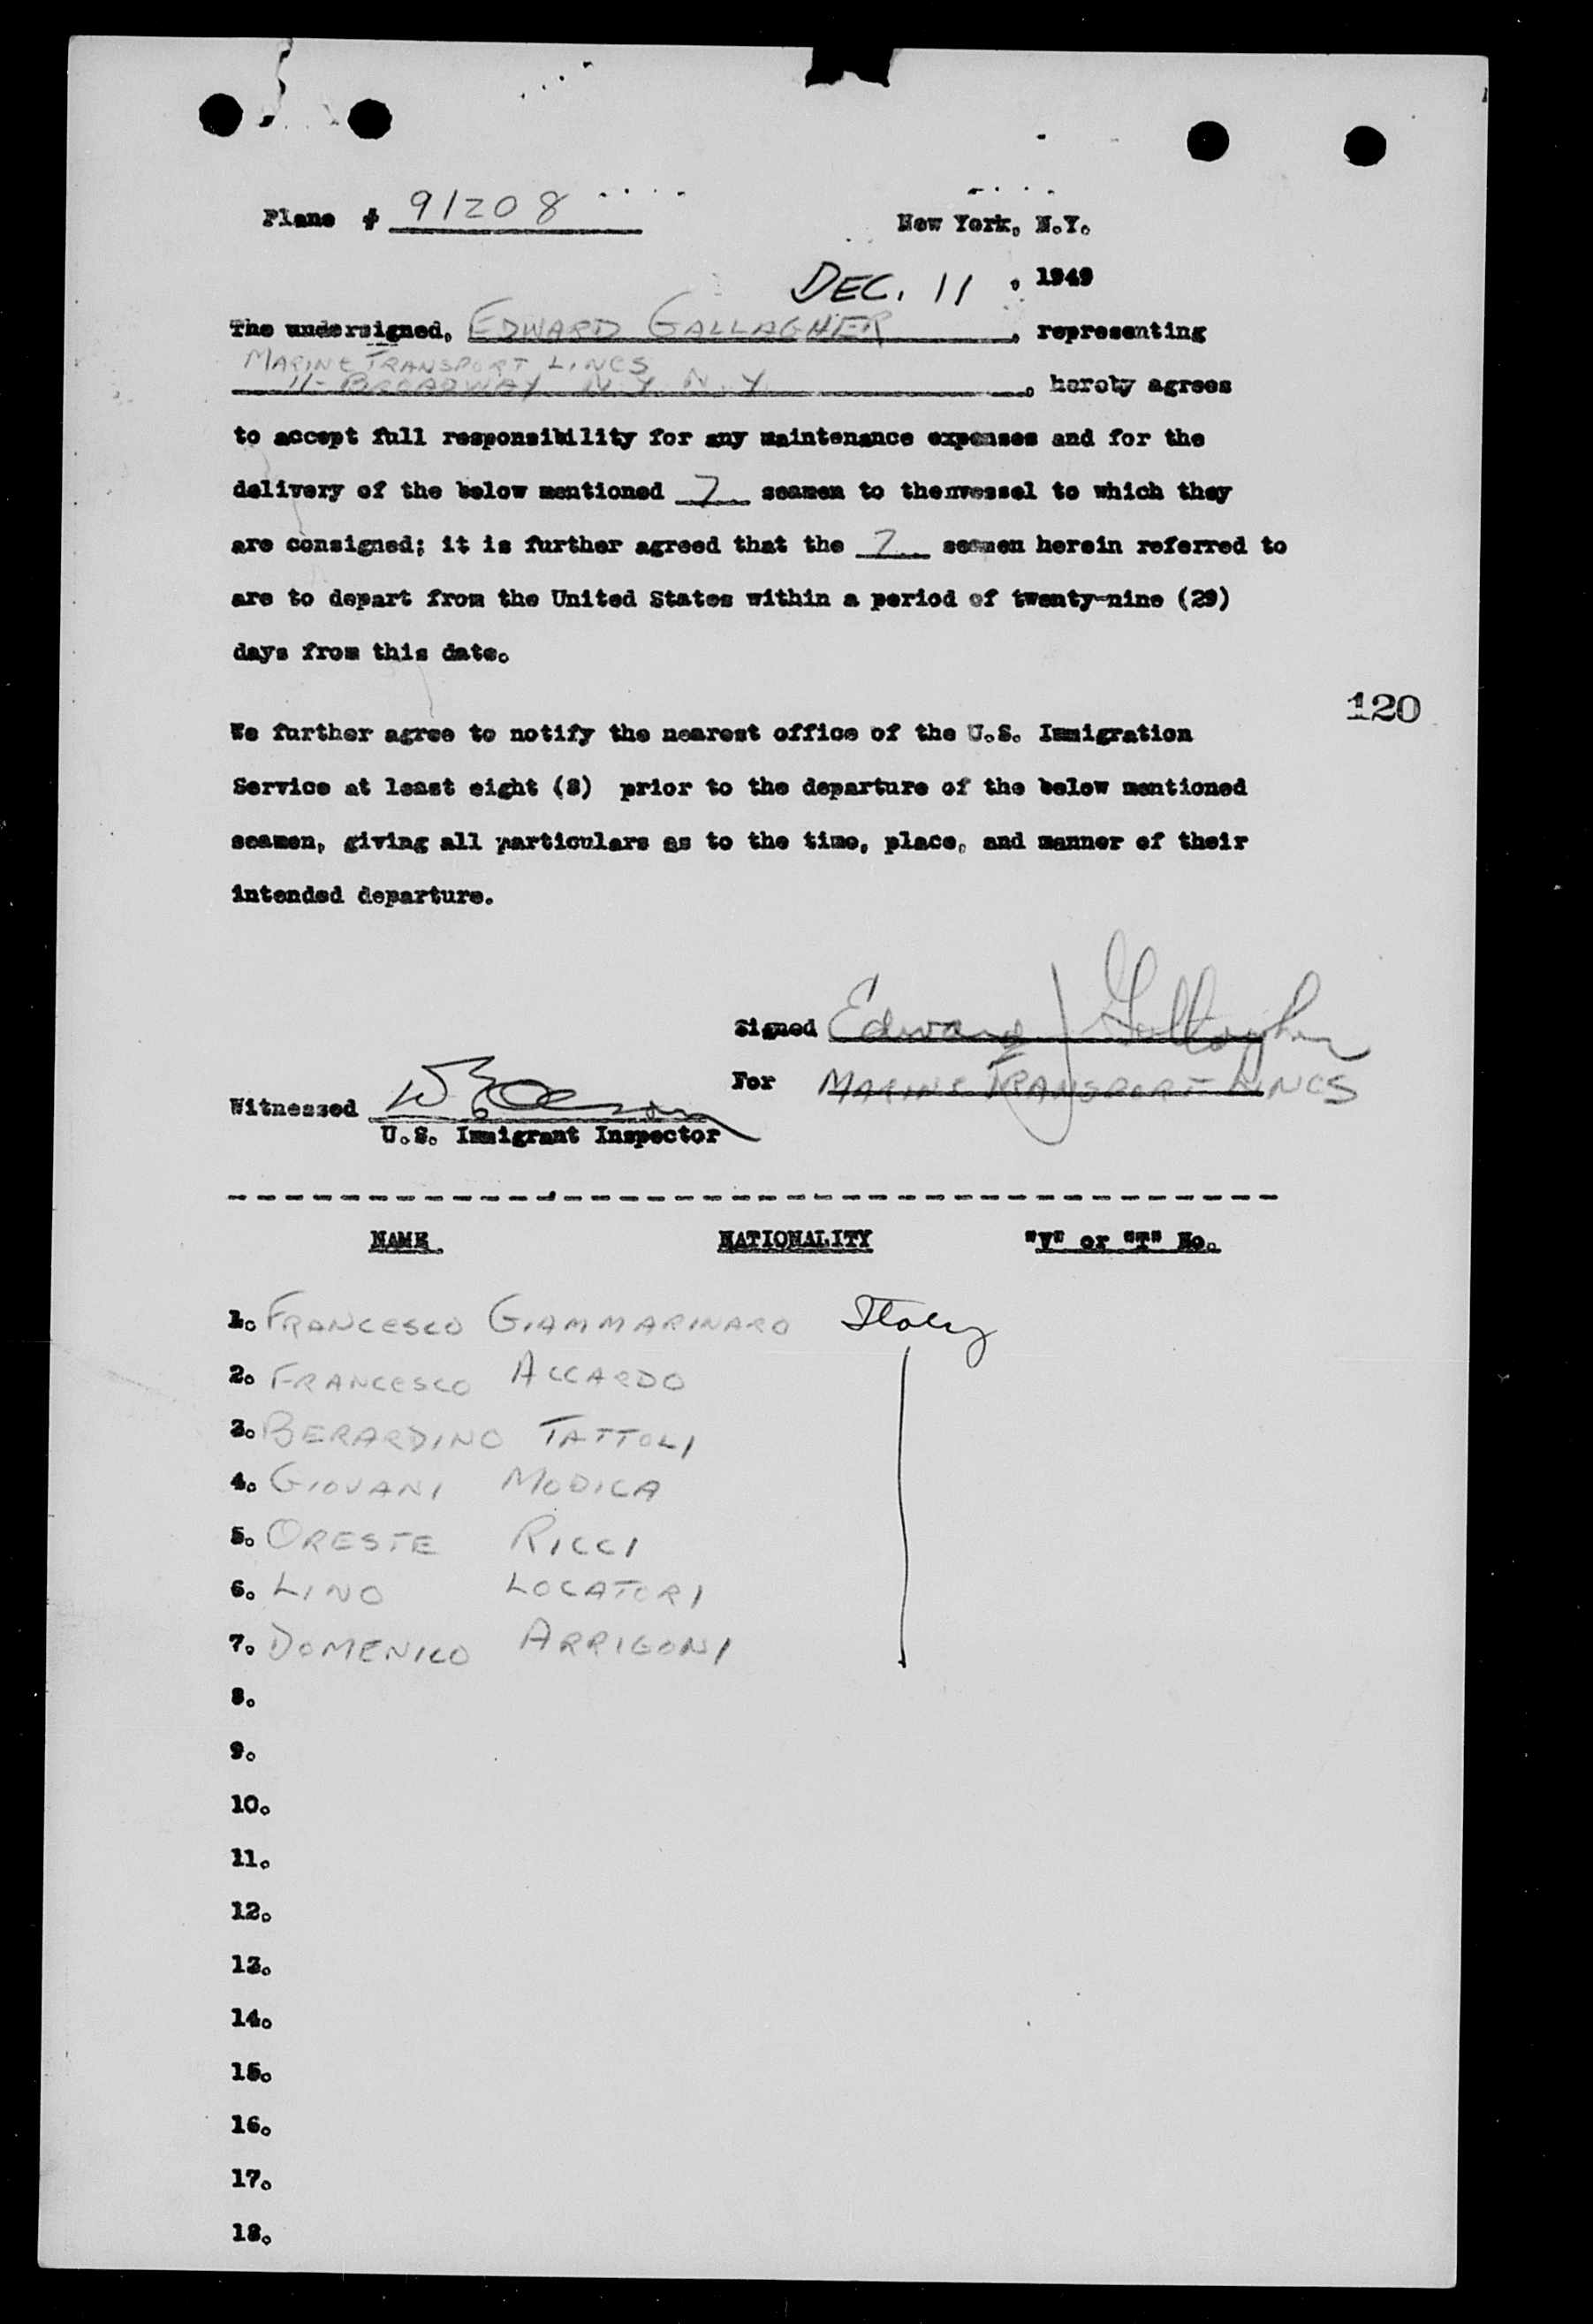 Plane # 91208
New York, N.Y.
DEC. 11, 1949
The undersigned, EDWARD GALLAGHER, representing
MARINE TRANSPORT LINES
11 BROADWAY N.Y. N.Y., hereby agrees
to accept full responsibility for any maintenance expenses and for the
delivery of the below mentioned 7 seamen to thenvessel to which they
are consigned; it is further agreed that the 7 seamen herein referred to
are to depart from the United States within a period of twenty-nine (29)
days from this date.
120
We further agree to notify the nearest office of the U.S. Immigration
Service at least eight (8) prior to the departure of the below mentioned
seamen, giving all particulars as to the time, place, and manner of their
intended departure.
Signed Edward J Gallagher
For MARINE TRANSPORT LINES
Witnessed
U.S. Immigrant Inspector
NAME NATIONALITY "V" or "T" No.
1. FRANCESCO GIAMMARINARO Italy
2. FRANCESCO ACCARDO
3. BERARDINO TATTOLI
4. GIOVANI MODICA
5. ORESTE RICCI
6. LINO LOCATORI
7. DOMENICO ARRIGONI
8.
9.
10.
11.
12.
13.
14.
15.
16.
17.
18.